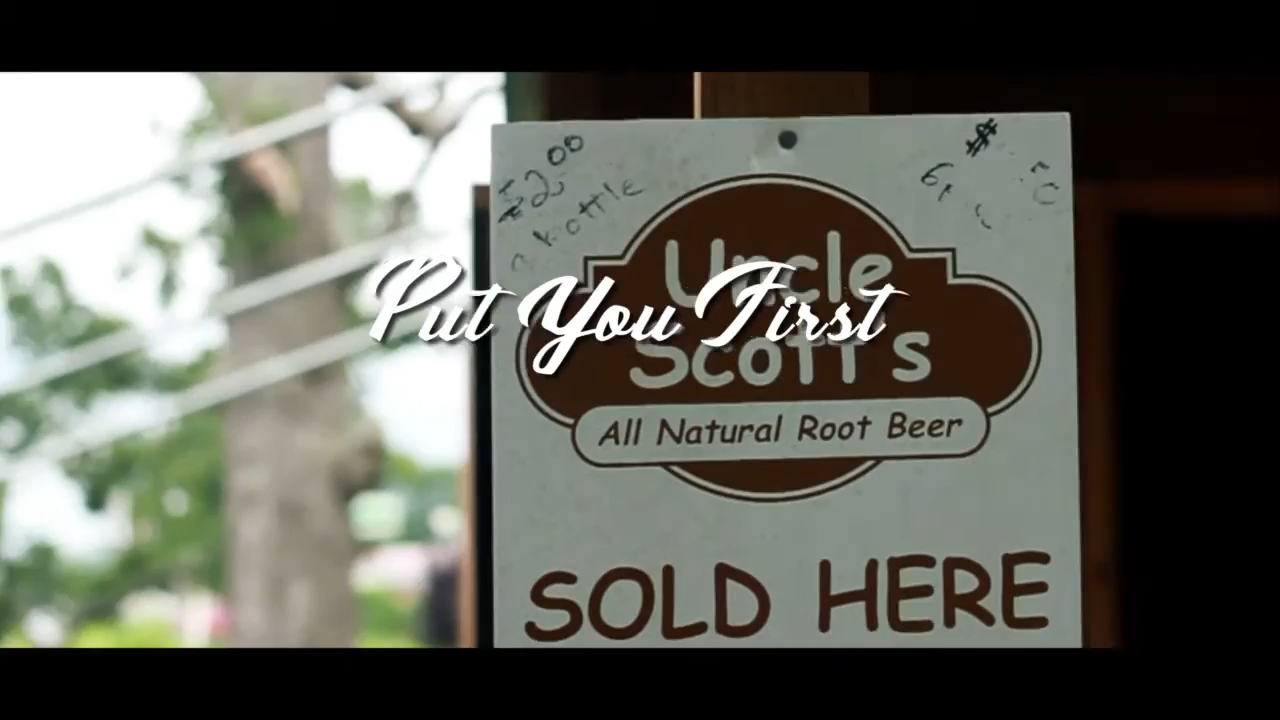 $2.00
a bottle
$
Put You First
Uncle
Scott's
All Natural Root Beer
SOLD HERE